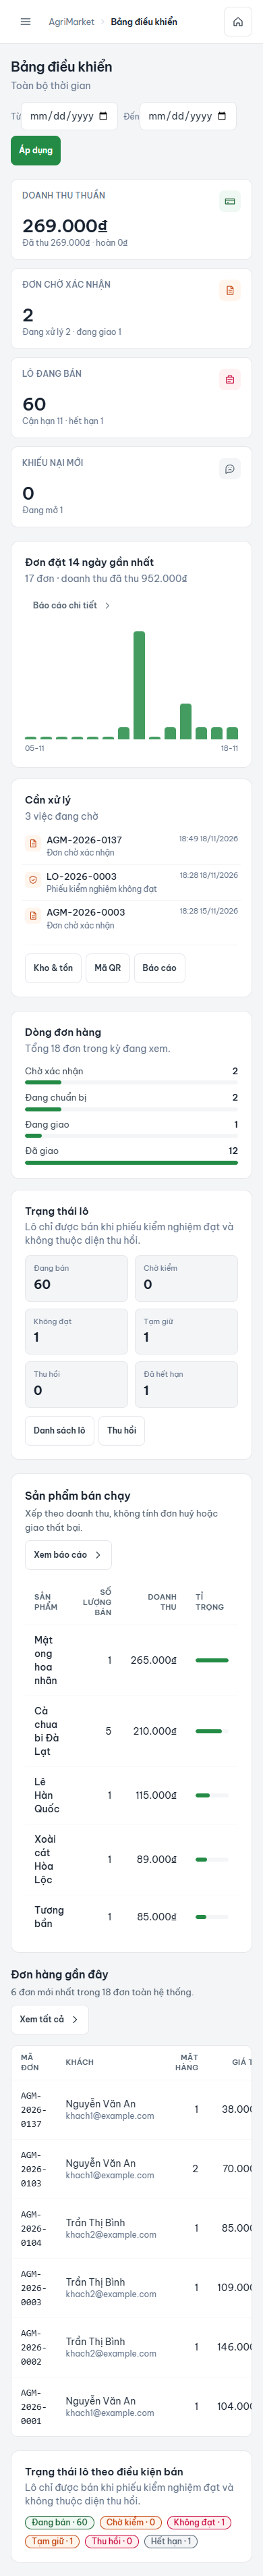 AgriMarket > Bảng điều khiển
Bảng điều khiển
Toàn bộ thời gian
Từ mm/dd/yyyy Đến mm/dd/yyyy
Áp dụng
DOANH THU THUẦN
269.000₫
Đã thu 269.000₫ · hoàn 0₫
ĐƠN CHỜ XÁC NHẬN
2
Đang xử lý 2 · đang giao 1
LÔ ĐANG BÁN
60
Cận hạn 11 · hết hạn 1
KHIẾU NẠI MỚI
0
Đang mở 1
Đơn đặt 14 ngày gần nhất
17 đơn · doanh thu đã thu 952.000₫
Báo cáo chi tiết
05-11 18-11
Cần xử lý
3 việc đang chờ
AGM-2026-0137 18:49 18/11/2026
Đơn chờ xác nhận
LO-2026-0003 18:28 18/11/2026
Phiếu kiểm nghiệm không đạt
AGM-2026-0003 18:28 15/11/2026
Đơn chờ xác nhận
Kho & tồn Mã QR Báo cáo
Dòng đơn hàng
Tổng 18 đơn trong kỳ đang xem.
Chờ xác nhận 2
Đang chuẩn bị 2
Đang giao 1
Đã giao 12
Trạng thái lô
Lô chỉ được bán khi phiếu kiểm nghiệm đạt và
không thuộc diện thu hồi.
Đang bán Chờ kiểm
60 0
Không đạt Tạm giữ
1 1
Thu hồi Đã hết hạn
0 1
Danh sách lô Thu hồi
Sản phẩm bán chạy
Xếp theo doanh thu, không tính đơn huỷ hoặc
giao thất bại.
Xem báo cáo
SẢN PHẨM SỐ LƯỢNG BÁN DOANH THU TỈ TRỌNG
Mật ong hoa nhãn 1 265.000₫
Cà chua bi Đà Lạt 5 210.000₫
Lê Hàn Quốc 1 115.000₫
Xoài cát Hòa Lộc 1 89.000₫
Tương bần 1 85.000₫
Đơn hàng gần đây
6 đơn mới nhất trong 18 đơn toàn hệ thống.
Xem tất cả
MÃ ĐƠN KHÁCH MẶT HÀNG GIÁ T
AGM-2026-0137 Nguyễn Văn An 1 38.000
khach1@example.com
AGM-2026-0103 Nguyễn Văn An 2 70.000
khach1@example.com
AGM-2026-0104 Trần Thị Bình 1 85.000
khach2@example.com
AGM-2026-0003 Trần Thị Bình 1 109.000
khach2@example.com
AGM-2026-0002 Trần Thị Bình 1 146.000
khach2@example.com
AGM-2026-0001 Nguyễn Văn An 1 104.000
khach1@example.com
Trạng thái lô theo điều kiện bán
Lô chỉ được bán khi phiếu kiểm nghiệm đạt và
không thuộc diện thu hồi.
Đang bán · 60 Chờ kiểm · 0 Không đạt · 1
Tạm giữ · 1 Thu hồi · 0 Hết hạn · 1